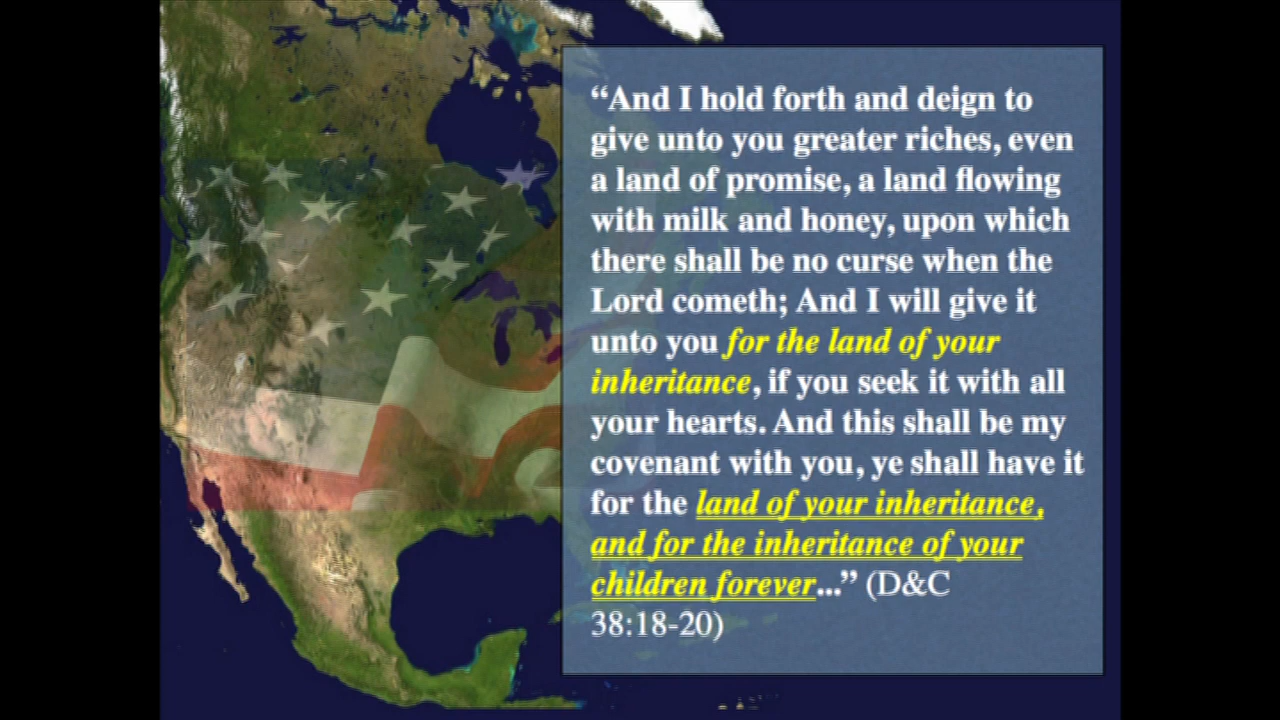 “And I hold forth and deign to
give unto you greater riches, even
a land of promise, a land flowing
with milk and honey, upon which
there shall be no curse when the
Lord cometh; And I will give it
unto you for the land of your
inheritance, if you seek it with all
your hearts. And this shall be my
covenant with you, ye shall have it
for the land of your inheritance,
and for the inheritance of your
children forever...” (D&C
38:18-20)